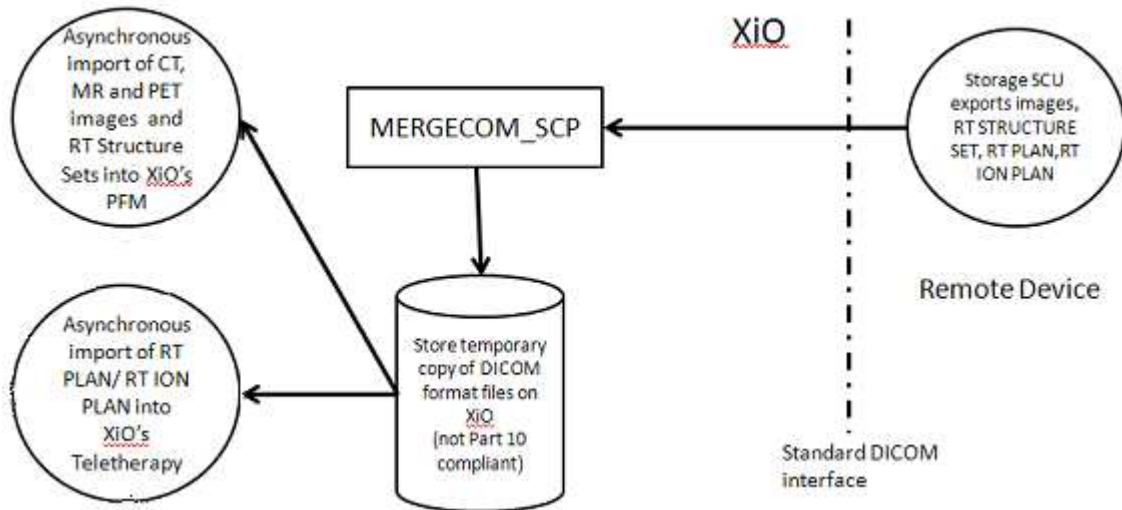 Asynchronous
import of CT,
MR and PET
images and
RT Structure
Sets into XiO's
PFM
MERGECOM_SCP
XiO
Storage SCU
exports images,
RT STRUCTURE
SET, RT PLAN,RT
ION PLAN
Remote Device
Asynchronous
import of RT
PLAN/ RT ION
PLAN into
XiO's
Teletherapy
Store temporary
copy of DICOM
format files on
XiO
(not Part 10
compliant)
Standard DICOM
interface